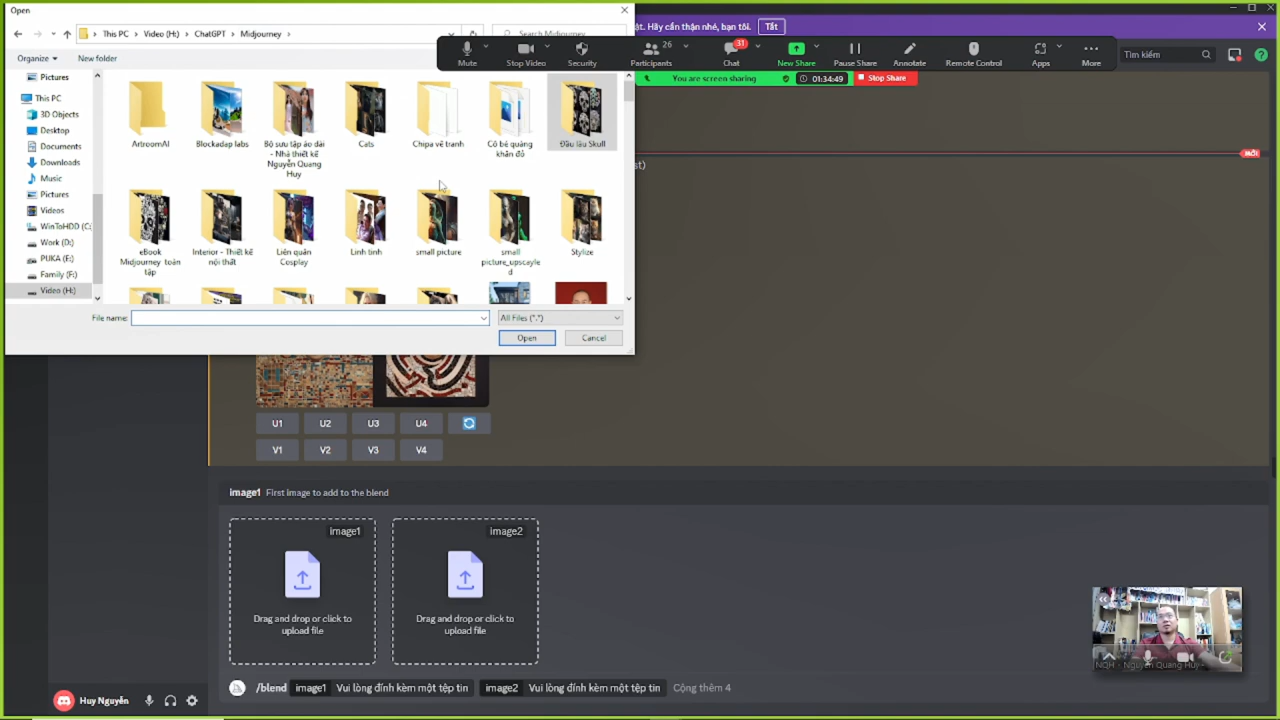 Open
This PC
Video (H:)
ChatGPT
Midjourney
Search Midjourney
ật. Hãy cẩn thận nhé, bạn tôi.
Tắt
Organize
New folder
Mute
Stop Video
Security
Participants
26
Chat
31
New Share
Pause Share
Annotate
Remote Control
Apps
More
Tìm kiếm
You are screen sharing
01:34:49
Stop Share
Pictures
This PC
3D Objects
Desktop
Documents
Downloads
Music
Pictures
Videos
WinToHDD (C:
Work (D:)
PUKA (E:)
Family (F:)
Video (H:)
ArtroomAI
Blockadap labs
Bộ sưu tập áo dài
- Nhà thiết kế
Nguyễn Quang
Huy
Cats
Chipa vẽ tranh
Cô bé quàng
khăn đỏ
Đầu lâu Skull
eBook
Midjourney toàn
tập
Interior - Thiết kế
nội thất
Liên quân
Cosplay
Linh tinh
small picture
small
picture_upscayle
d
Stylize
MỚI
st)
File name:
All Files (*.*)
Open
Cancel
U1
U2
U3
U4
V1
V2
V3
V4
image1 First image to add to the blend
image1
Drag and drop or click to
upload file
image2
Drag and drop or click to
upload file
/blend image1 Vui lòng đính kèm một tệp tin image2 Vui lòng đính kèm một tệp tin Cộng thêm 4
Huy Nguyễn
NQH - Nguyễn Quang Huy